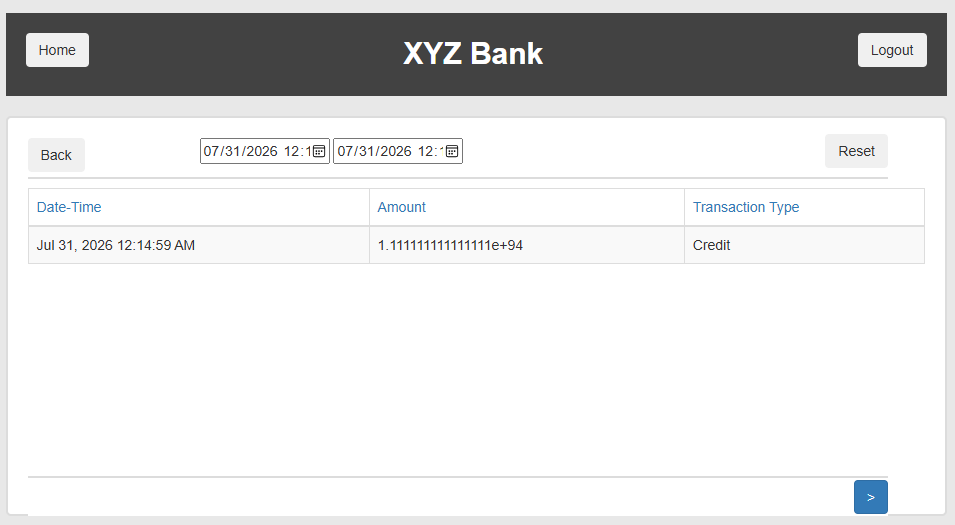 Home XYZ Bank Logout
Back 07/31/2026 12:1 07/31/2026 12: Reset
Date-Time Amount Transaction Type
Jul 31, 2026 12:14:59 AM 1.111111111111111e+94 Credit
>